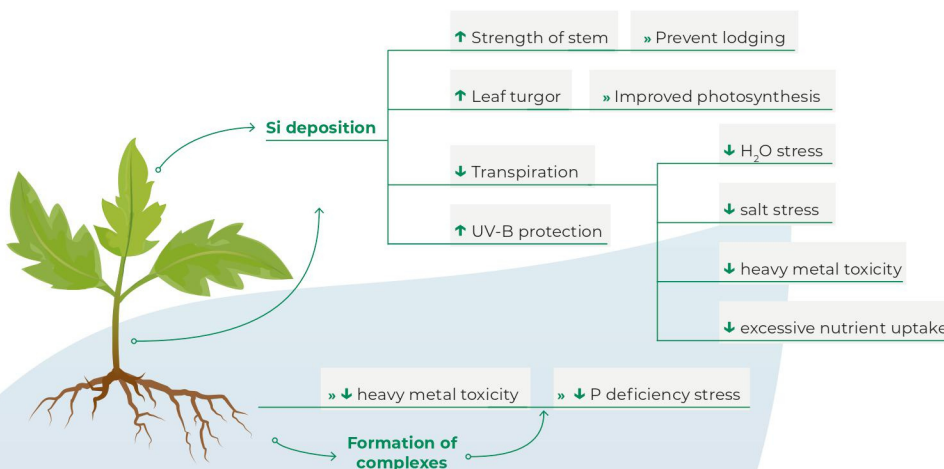 ↑ Strength of stem » Prevent lodging
↑ Leaf turgor » Improved photosynthesis
Si deposition
↓ H₂O stress
↓ Transpiration
↓ salt stress
↑ UV-B protection
↓ heavy metal toxicity
↓ excessive nutrient uptake
» ↓ heavy metal toxicity » ↓ P deficiency stress
Formation of
complexes